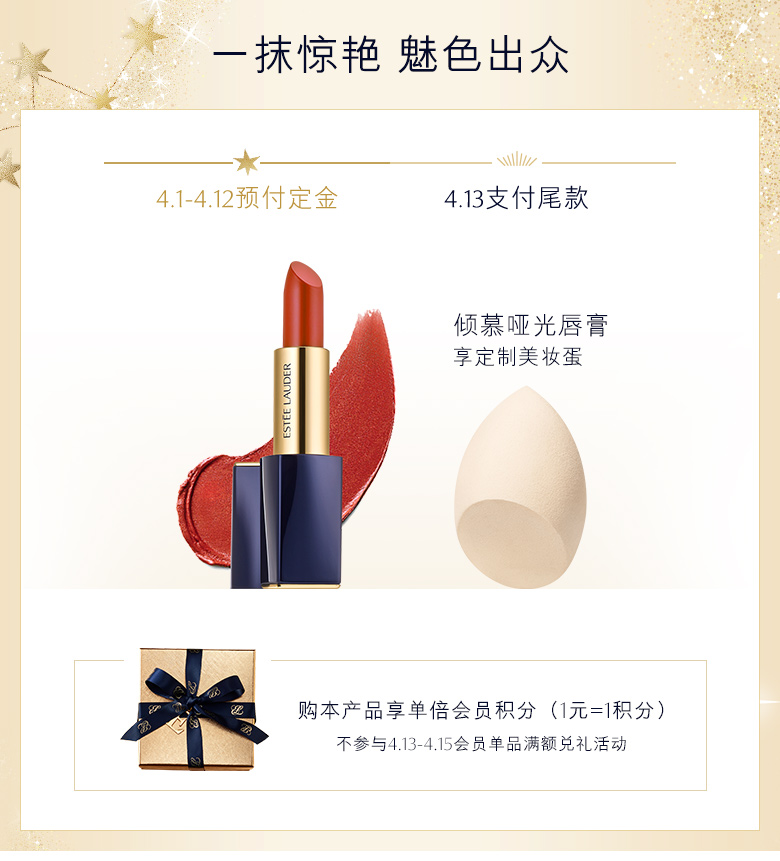 一抹惊艳 魅色出众
4.1-4.12预付定金
4.13支付尾款
倾慕哑光唇膏
享定制美妆蛋
ESTĒE LAUDER
购本产品享单倍会员积分（1元=1积分）
不参与4.13-4.15会员单品满额兑礼活动